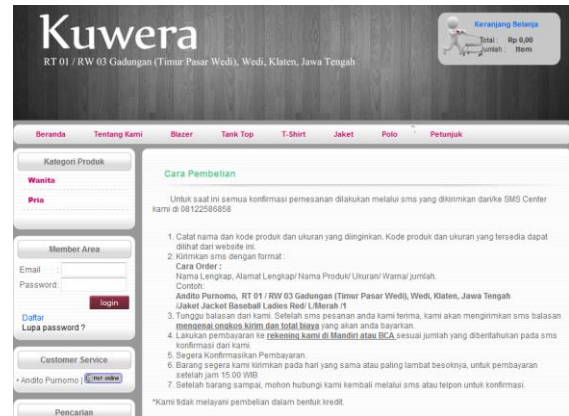 Kuwera
RT 01 / RW 03 Gadungan (Timur Pasar Wedi), Wedi, Klaten, Jawa Tengah
Keranjang Belanja
Total : Rp 0,00
Jumlah : Item
Beranda Tentang Kami Blazer Tank Top T-Shirt Jaket Polo Petunjuk
Kategori Produk
Wanita
Pria
Member Area
Email :
Password:
login
Daftar
Lupa password ?
Customer Service
Andito Purnomo |
Pencarian
Cara Pembelian
Untuk saat ini semua konfirmasi pemesanan dilakukan melalui sms yang dikirimkan dari/ke SMS Center
kami di 08122586858
1. Catat nama dan kode produk dan ukuran yang diinginkan. Kode produk dan ukuran yang tersedia dapat
dilihat dari website ini.
2. Kirimkan sms dengan format :
Cara Order :
Nama Lengkap, Alamat Lengkap/ Nama Produk/ Ukuran/ Warna/ jumlah.
Contoh:
Andito Purnomo, RT 01 / RW 03 Gadungan (Timur Pasar Wedi), Wedi, Klaten, Jawa Tengah
/Jaket Jacket Baseball Ladies Red/ L/Merah /1
3. Tunggu balasan dari kami. Setelah sms pesanan anda kami terima, kami akan mengirimkan sms balasan
mengenai ongkos kirim dan total biaya yang akan anda bayarkan.
4. Lakukan pembayaran ke rekening kami di Mandiri atau BCA sesuai jumlah yang diberitahukan pada sms
konfirmasi dari kami.
5. Segera Konfirmasikan Pembayaran.
6. Barang segera kami kirimkan pada hari yang sama atau paling lambat besoknya, untuk pembayaran
setelah jam 15.00 WIB
7. Setelah barang sampai, mohon hubungi kami kembali melalui sms atau telpon untuk konfirmasi.
*Kami tidak melayani pembelian dalam bentuk kredit.